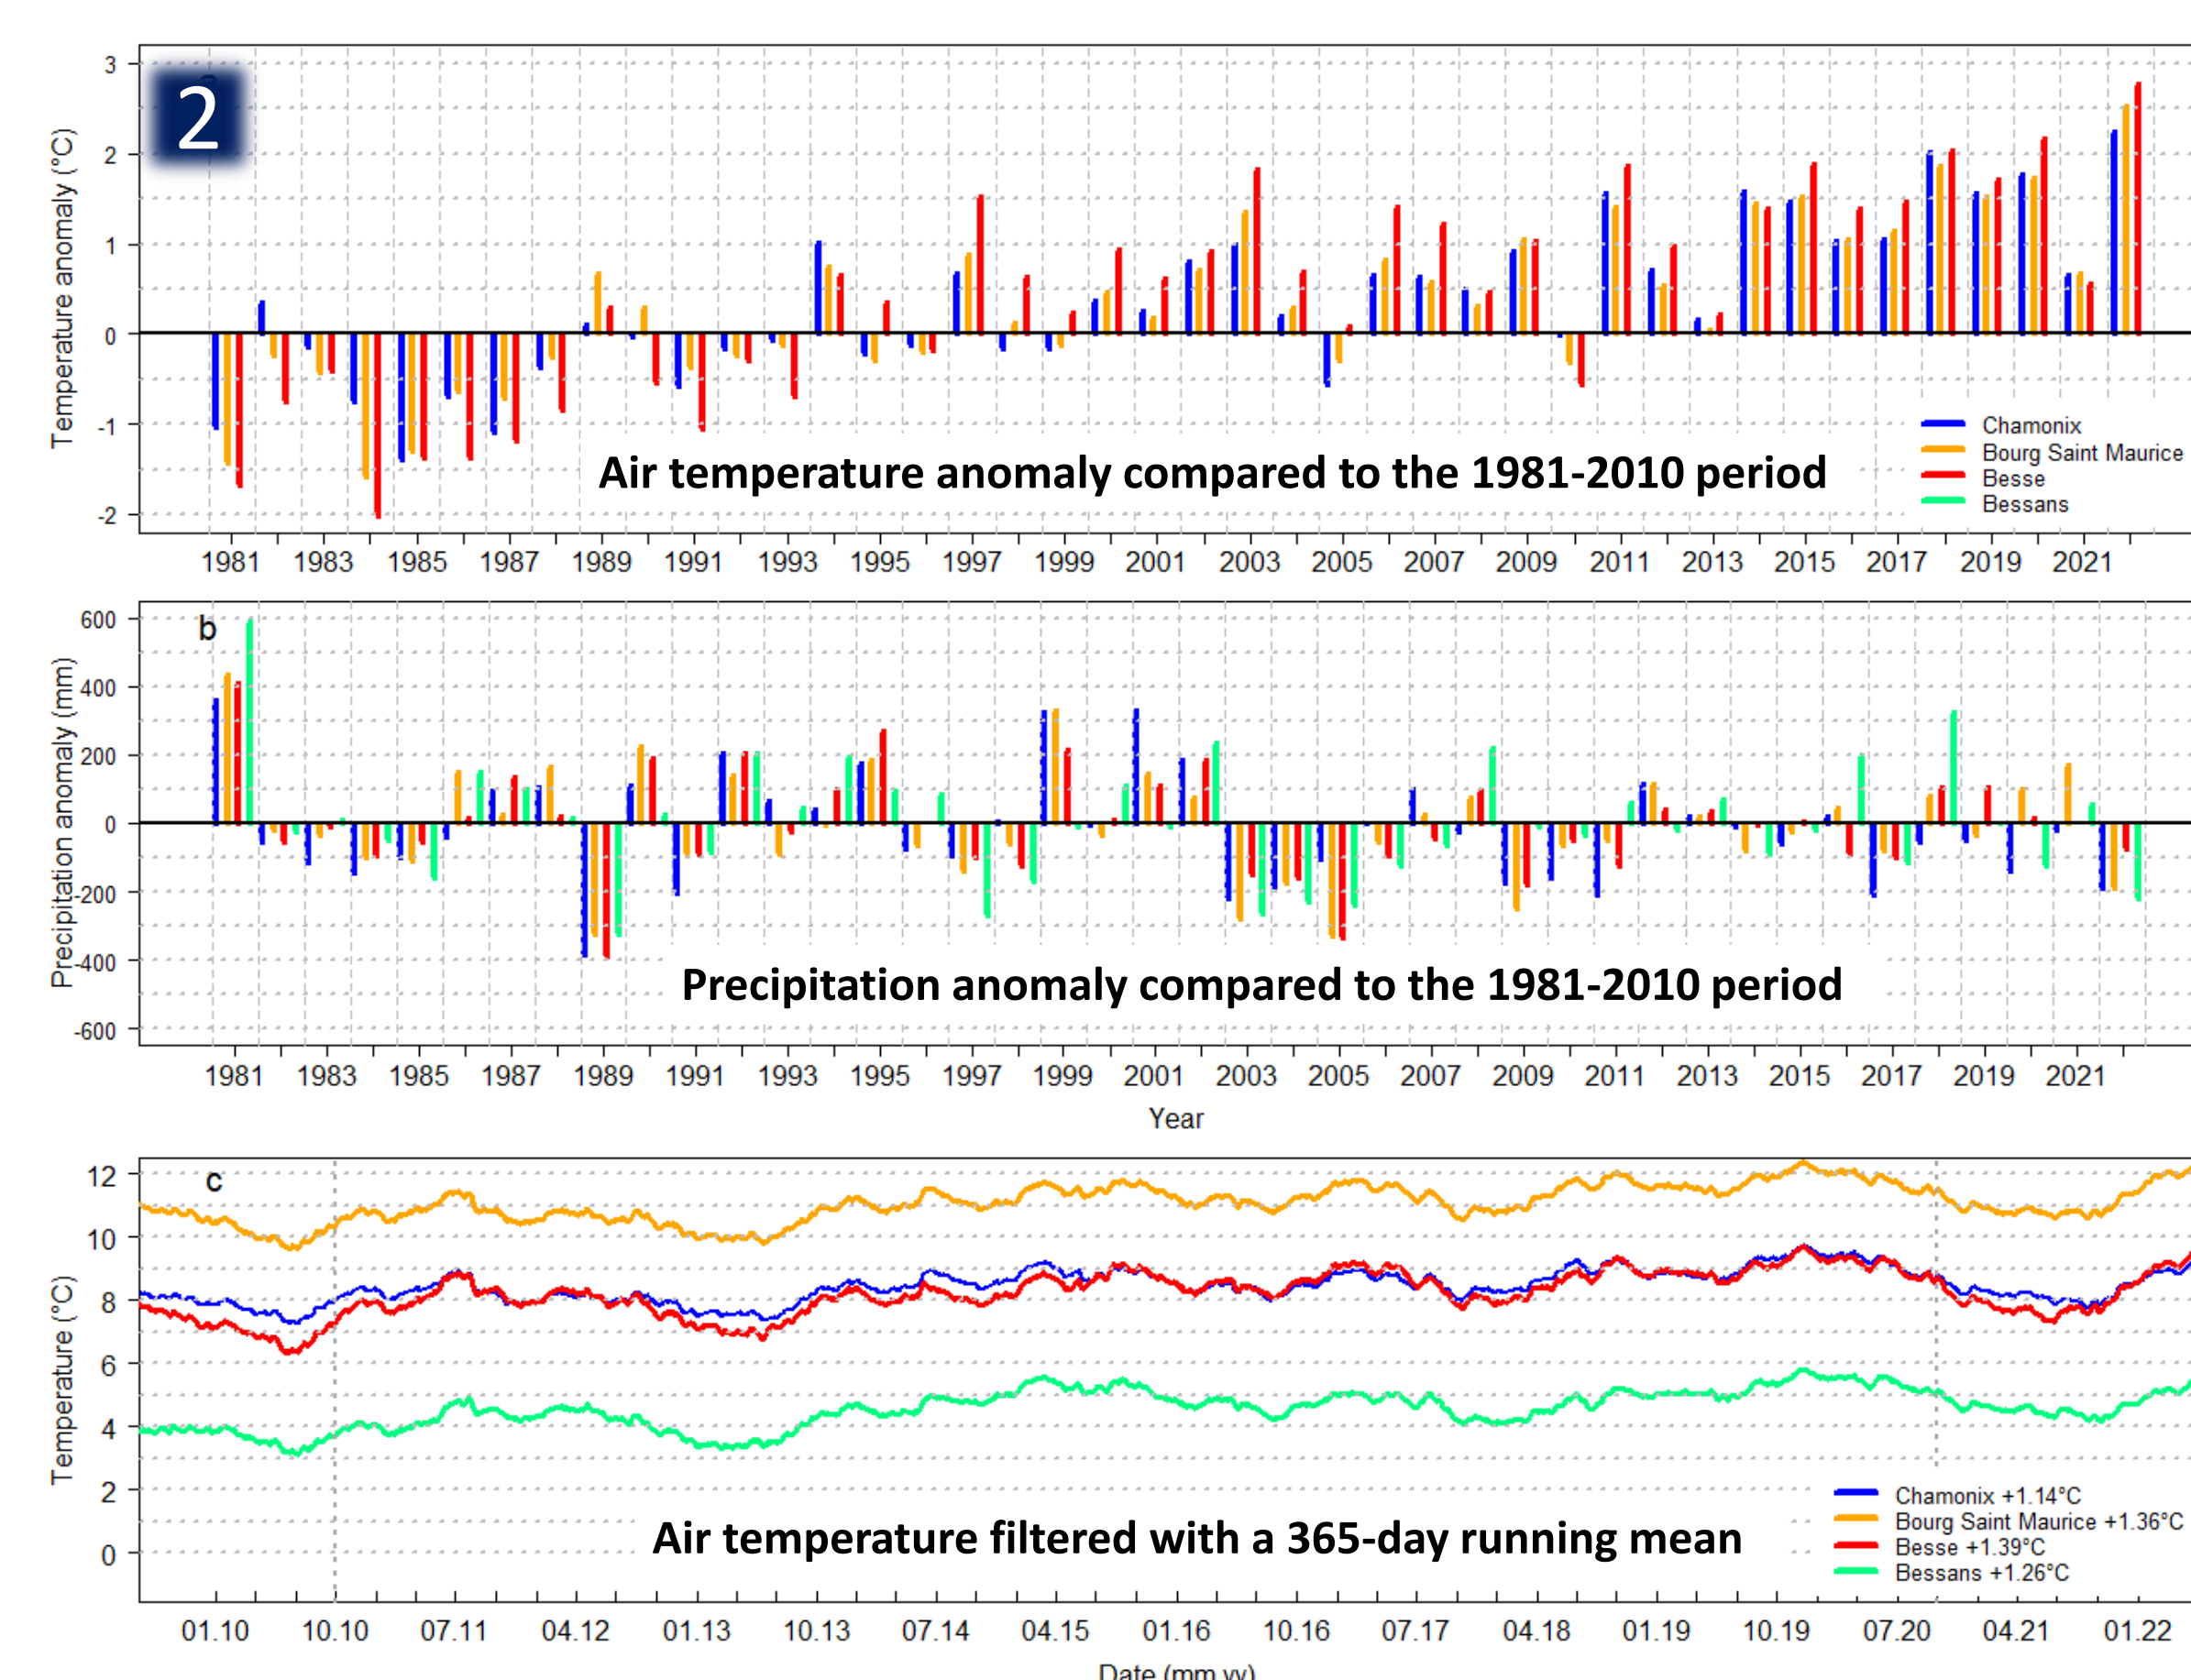 2
3
2
1
0
-1
-2
Temperature anomaly (°C)
Chamonix
Bourg Saint Maurice
Besse
Bessans
Air temperature anomaly compared to the 1981-2010 period
1981 1983 1985 1987 1989 1991 1993 1995 1997 1999 2001 2003 2005 2007 2009 2011 2013 2015 2017 2019 2021
b
600
400
200
0
-200
-400
-600
Precipitation anomaly (mm)
Precipitation anomaly compared to the 1981-2010 period
1981 1983 1985 1987 1989 1991 1993 1995 1997 1999 2001 2003 2005 2007 2009 2011 2013 2015 2017 2019 2021
Year
c
12
10
8
6
4
2
0
Temperature (°C)
Chamonix +1.14°C
Bourg Saint Maurice +1.36°C
Besse +1.39°C
Bessans +1.26°C
Air temperature filtered with a 365-day running mean
01.10 10.10 07.11 04.12 01.13 10.13 07.14 04.15 01.16 10.16 07.17 04.18 01.19 10.19 07.20 04.21 01.22
Date (mm.yy)